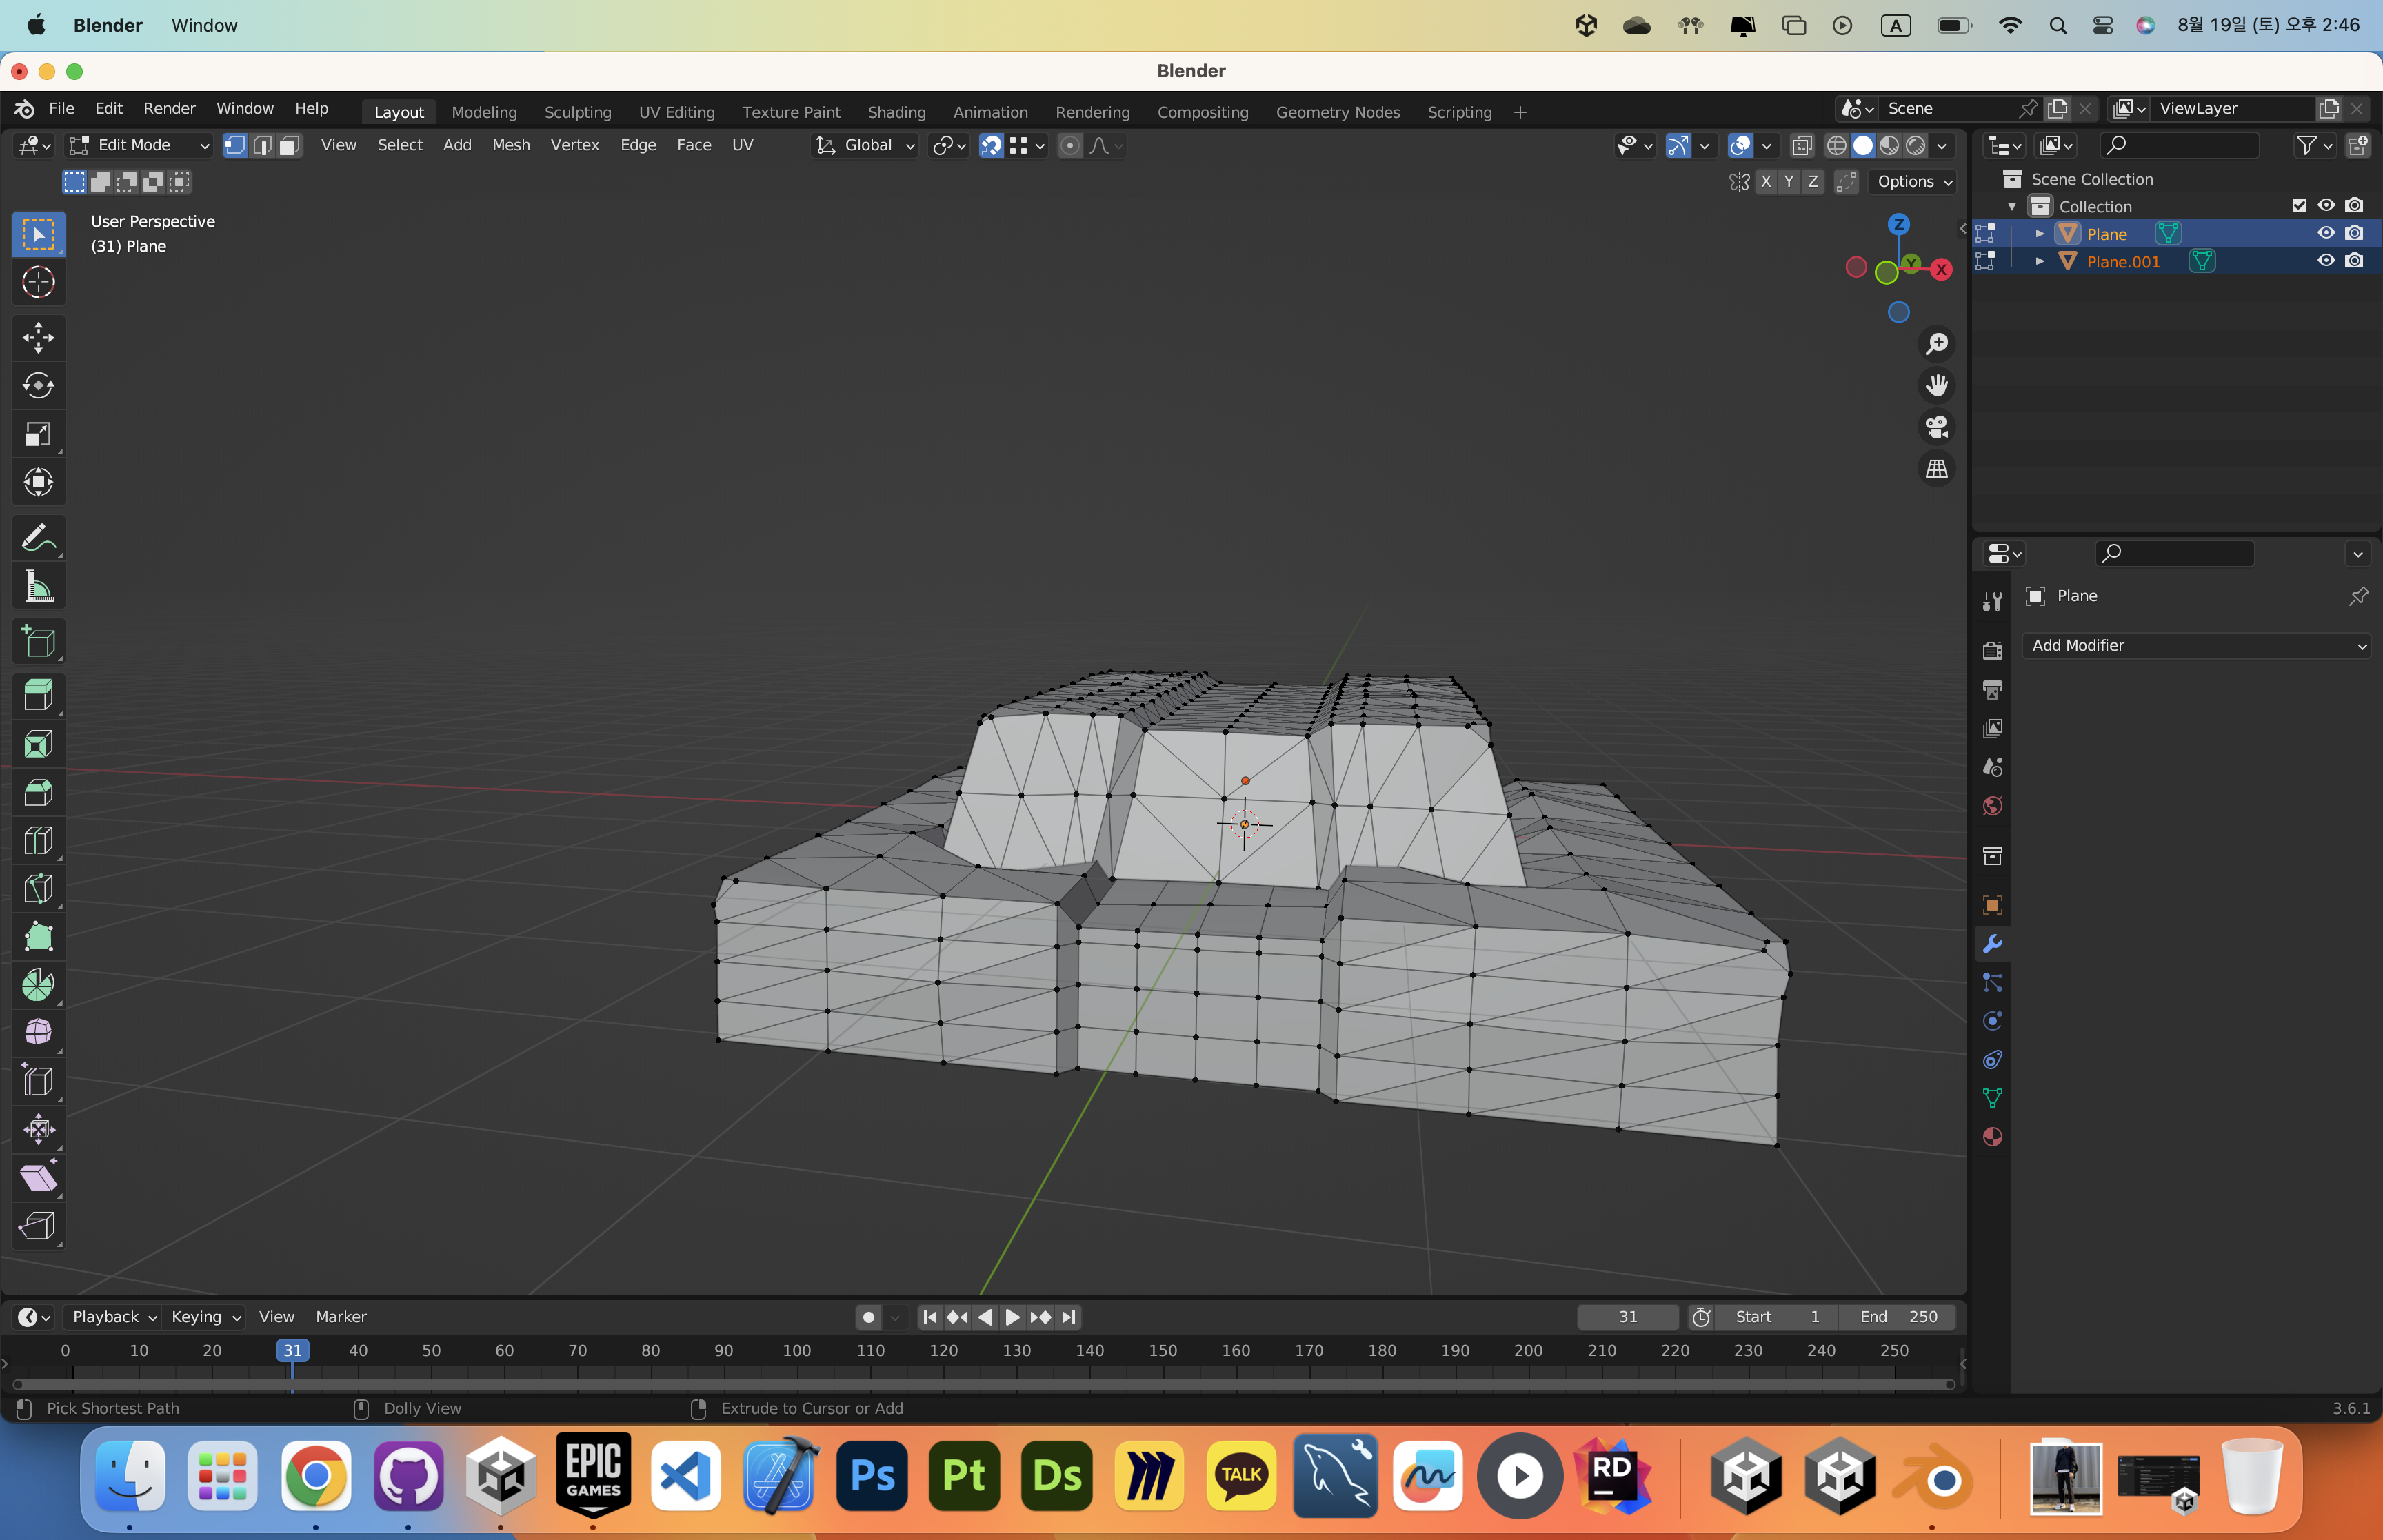 Blender Window
A 8월 19일 (토) 오후 2:46
Blender
File Edit Render Window Help Layout Modeling Sculpting UV Editing Texture Paint Shading Animation Rendering Compositing Geometry Nodes Scripting + Scene ViewLayer
Edit Mode View Select Add Mesh Vertex Edge Face UV Global
X Y Z Options
User Perspective
(31) Plane
Z
Y
X
Scene Collection
Collection
Plane
Plane.001
Plane
Add Modifier
Playback Keying View Marker 31 Start 1 End 250
0 10 20 31 40 50 60 70 80 90 100 110 120 130 140 150 160 170 180 190 200 210 220 230 240 250
Pick Shortest Path Dolly View Extrude to Cursor or Add 3.6.1
EPIC GAMES Ps Pt Ds TALK RD